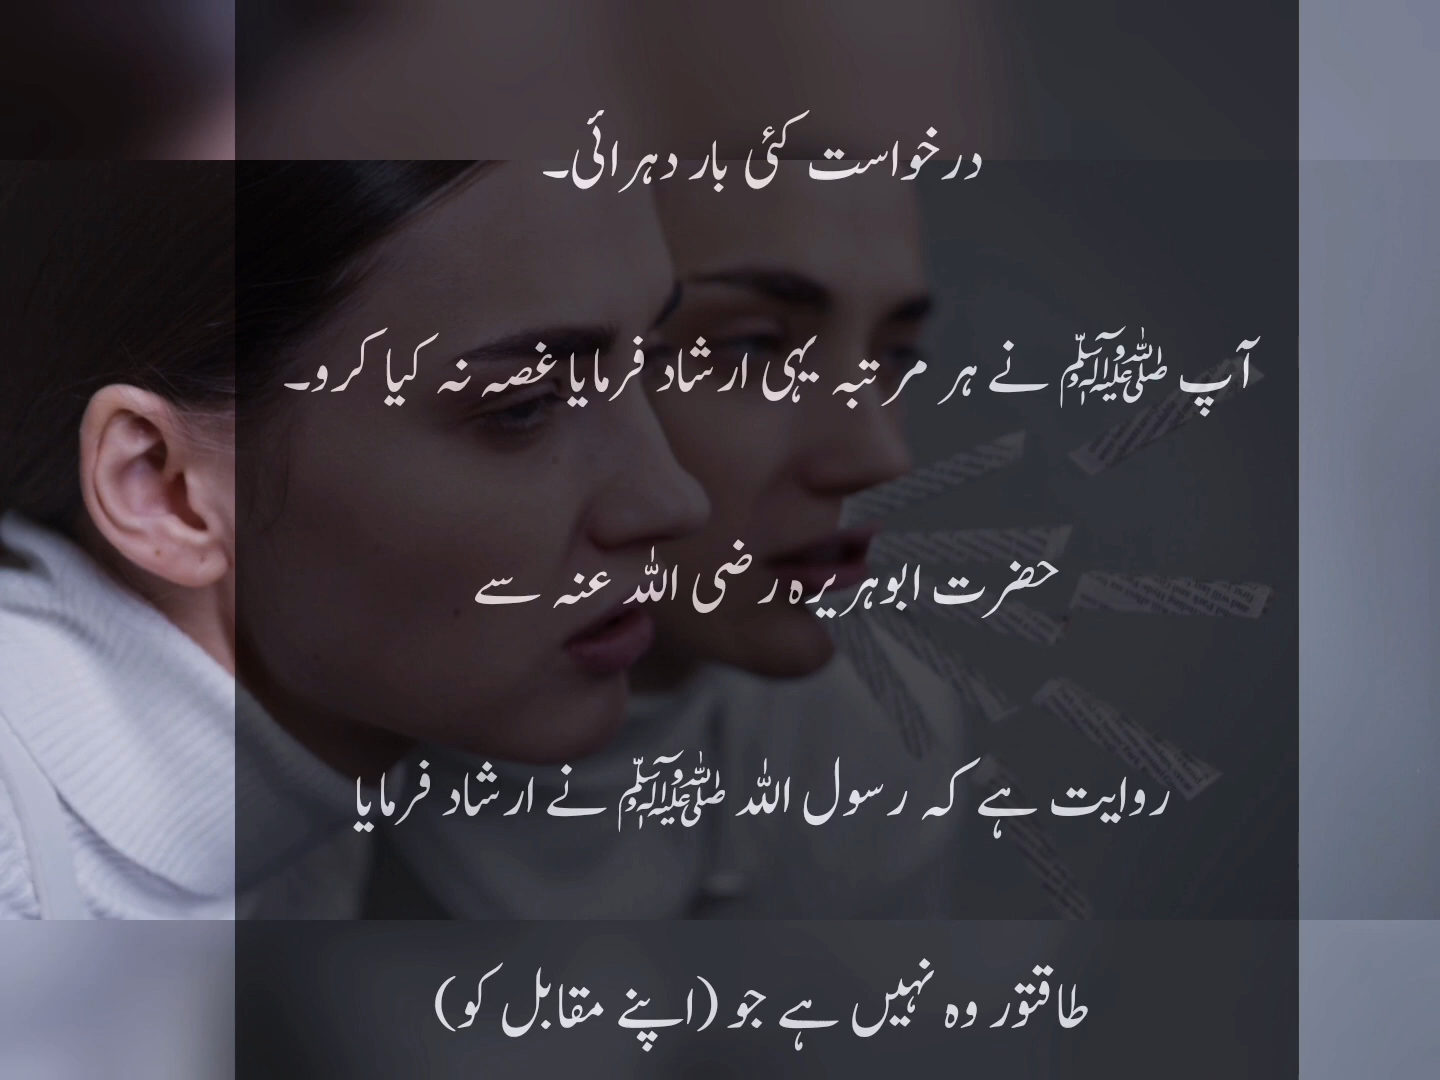 درخواست کئی بار دہرائی۔
آپ ﷺ نے ہر مرتبہ یہی ارشاد فرمایا غصہ نہ کیا کرو۔
حضرت ابوہریرہ رضی اللہ عنہ سے
روایت ہے کہ رسول اللہ ﷺ نے ارشاد فرمایا
طاقتور وہ نہیں ہے جو (اپنے مقابل کو)